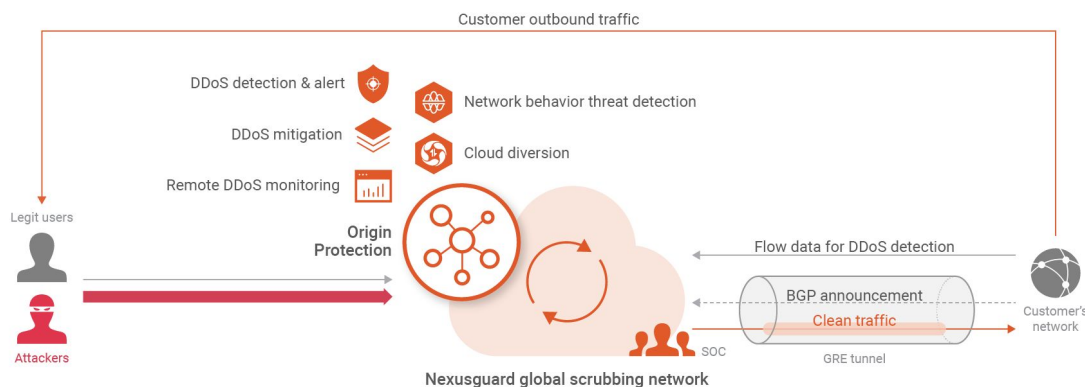 Customer outbound traffic
DDoS detection & alert
Network behavior threat detection
DDoS mitigation
Cloud diversion
Remote DDoS monitoring
Legit users
Origin
Protection
Flow data for DDoS detection
BGP announcement
Clean traffic
Customer's
network
Attackers
SOC
GRE tunnel
Nexusguard global scrubbing network